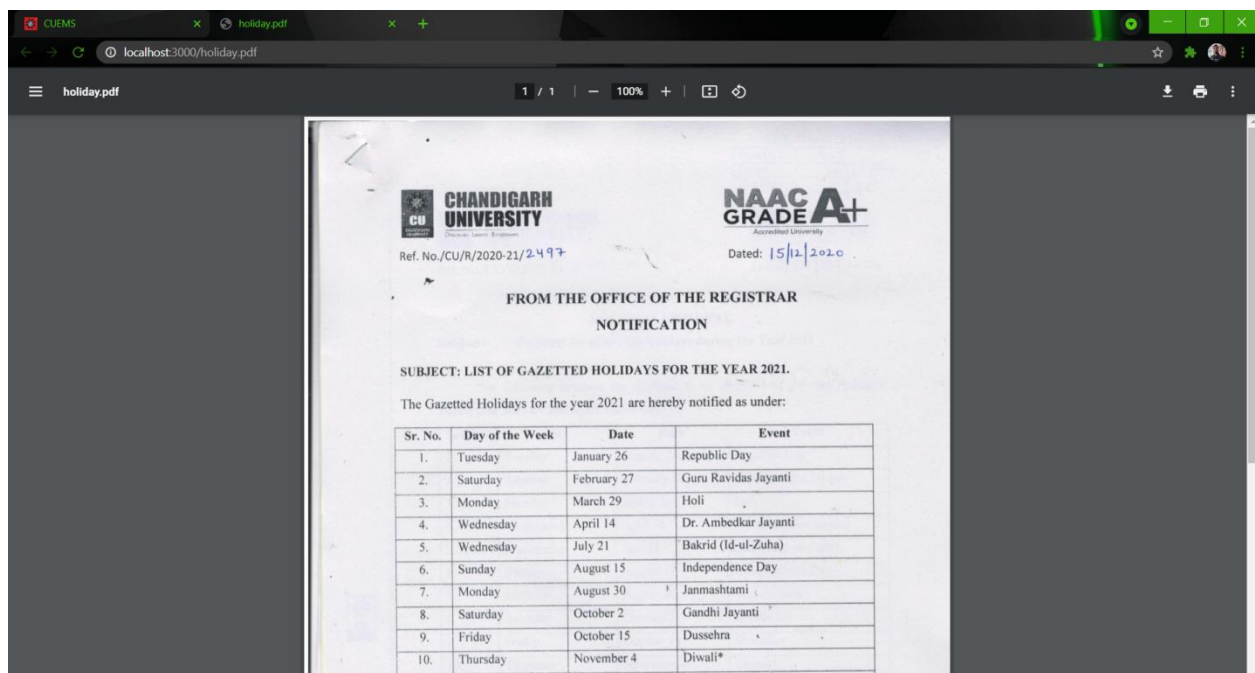 CUEMS
holiday.pdf
localhost:3000/holiday.pdf
holiday.pdf
1 / 1
100%
CHANDIGARH
UNIVERSITY
CU
Discover. Learn. Empower.
NAAC
GRADE A+
Accredited University
Ref. No./CU/R/2020-21/2497
Dated: 15/12/2020
FROM THE OFFICE OF THE REGISTRAR
NOTIFICATION
SUBJECT: LIST OF GAZETTED HOLIDAYS FOR THE YEAR 2021.
The Gazetted Holidays for the year 2021 are hereby notified as under:
Sr. No. Day of the Week Date Event
1. Tuesday January 26 Republic Day
2. Saturday February 27 Guru Ravidas Jayanti
3. Monday March 29 Holi
4. Wednesday April 14 Dr. Ambedkar Jayanti
5. Wednesday July 21 Bakrid (Id-ul-Zuha)
6. Sunday August 15 Independence Day
7. Monday August 30 Janmashtami
8. Saturday October 2 Gandhi Jayanti
9. Friday October 15 Dussehra
10. Thursday November 4 Diwali*